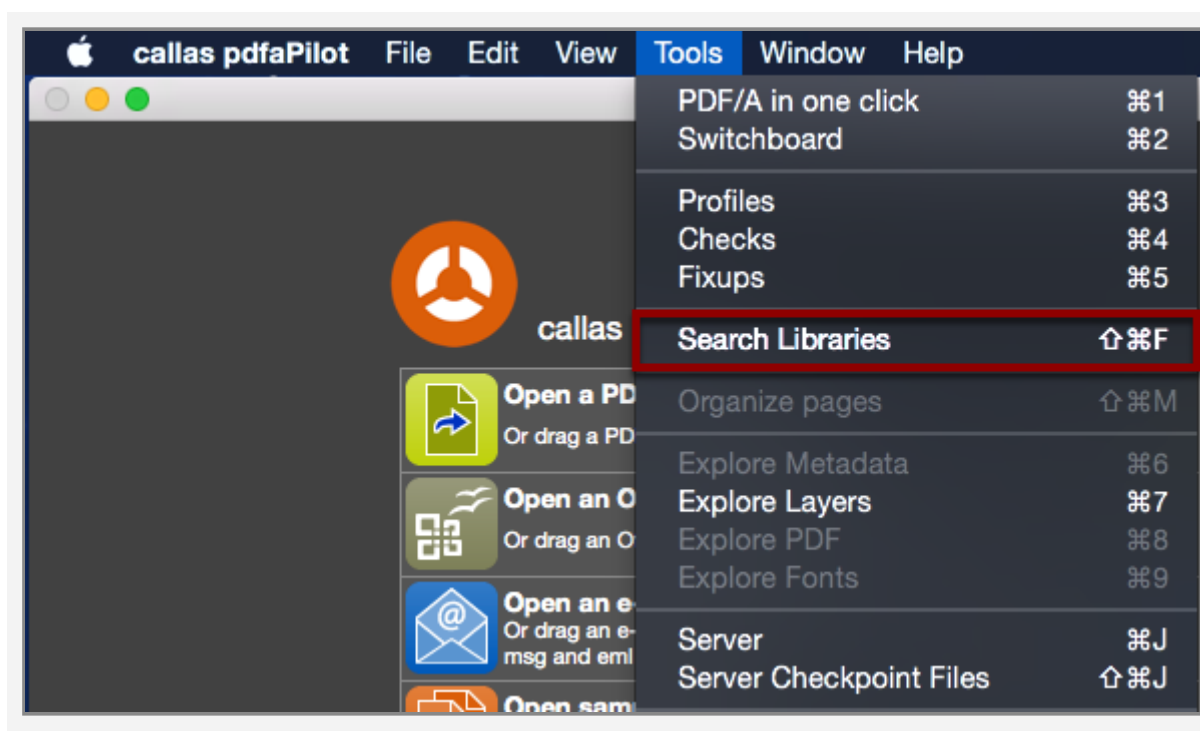 callas pdfaPilot File Edit View Tools Window Help
PDF/A in one click ⌘1
Switchboard ⌘2
Profiles ⌘3
Checks ⌘4
Fixups ⌘5
Search Libraries ⇧⌘F
Organize pages ⇧⌘M
Explore Metadata ⌘6
Explore Layers ⌘7
Explore PDF ⌘8
Explore Fonts ⌘9
Server ⌘J
Server Checkpoint Files ⇧⌘J
callas
Open a PD
Or drag a PD
Open an O
Or drag an O
Open an e-
Or drag an e-
msg and eml
Open sam